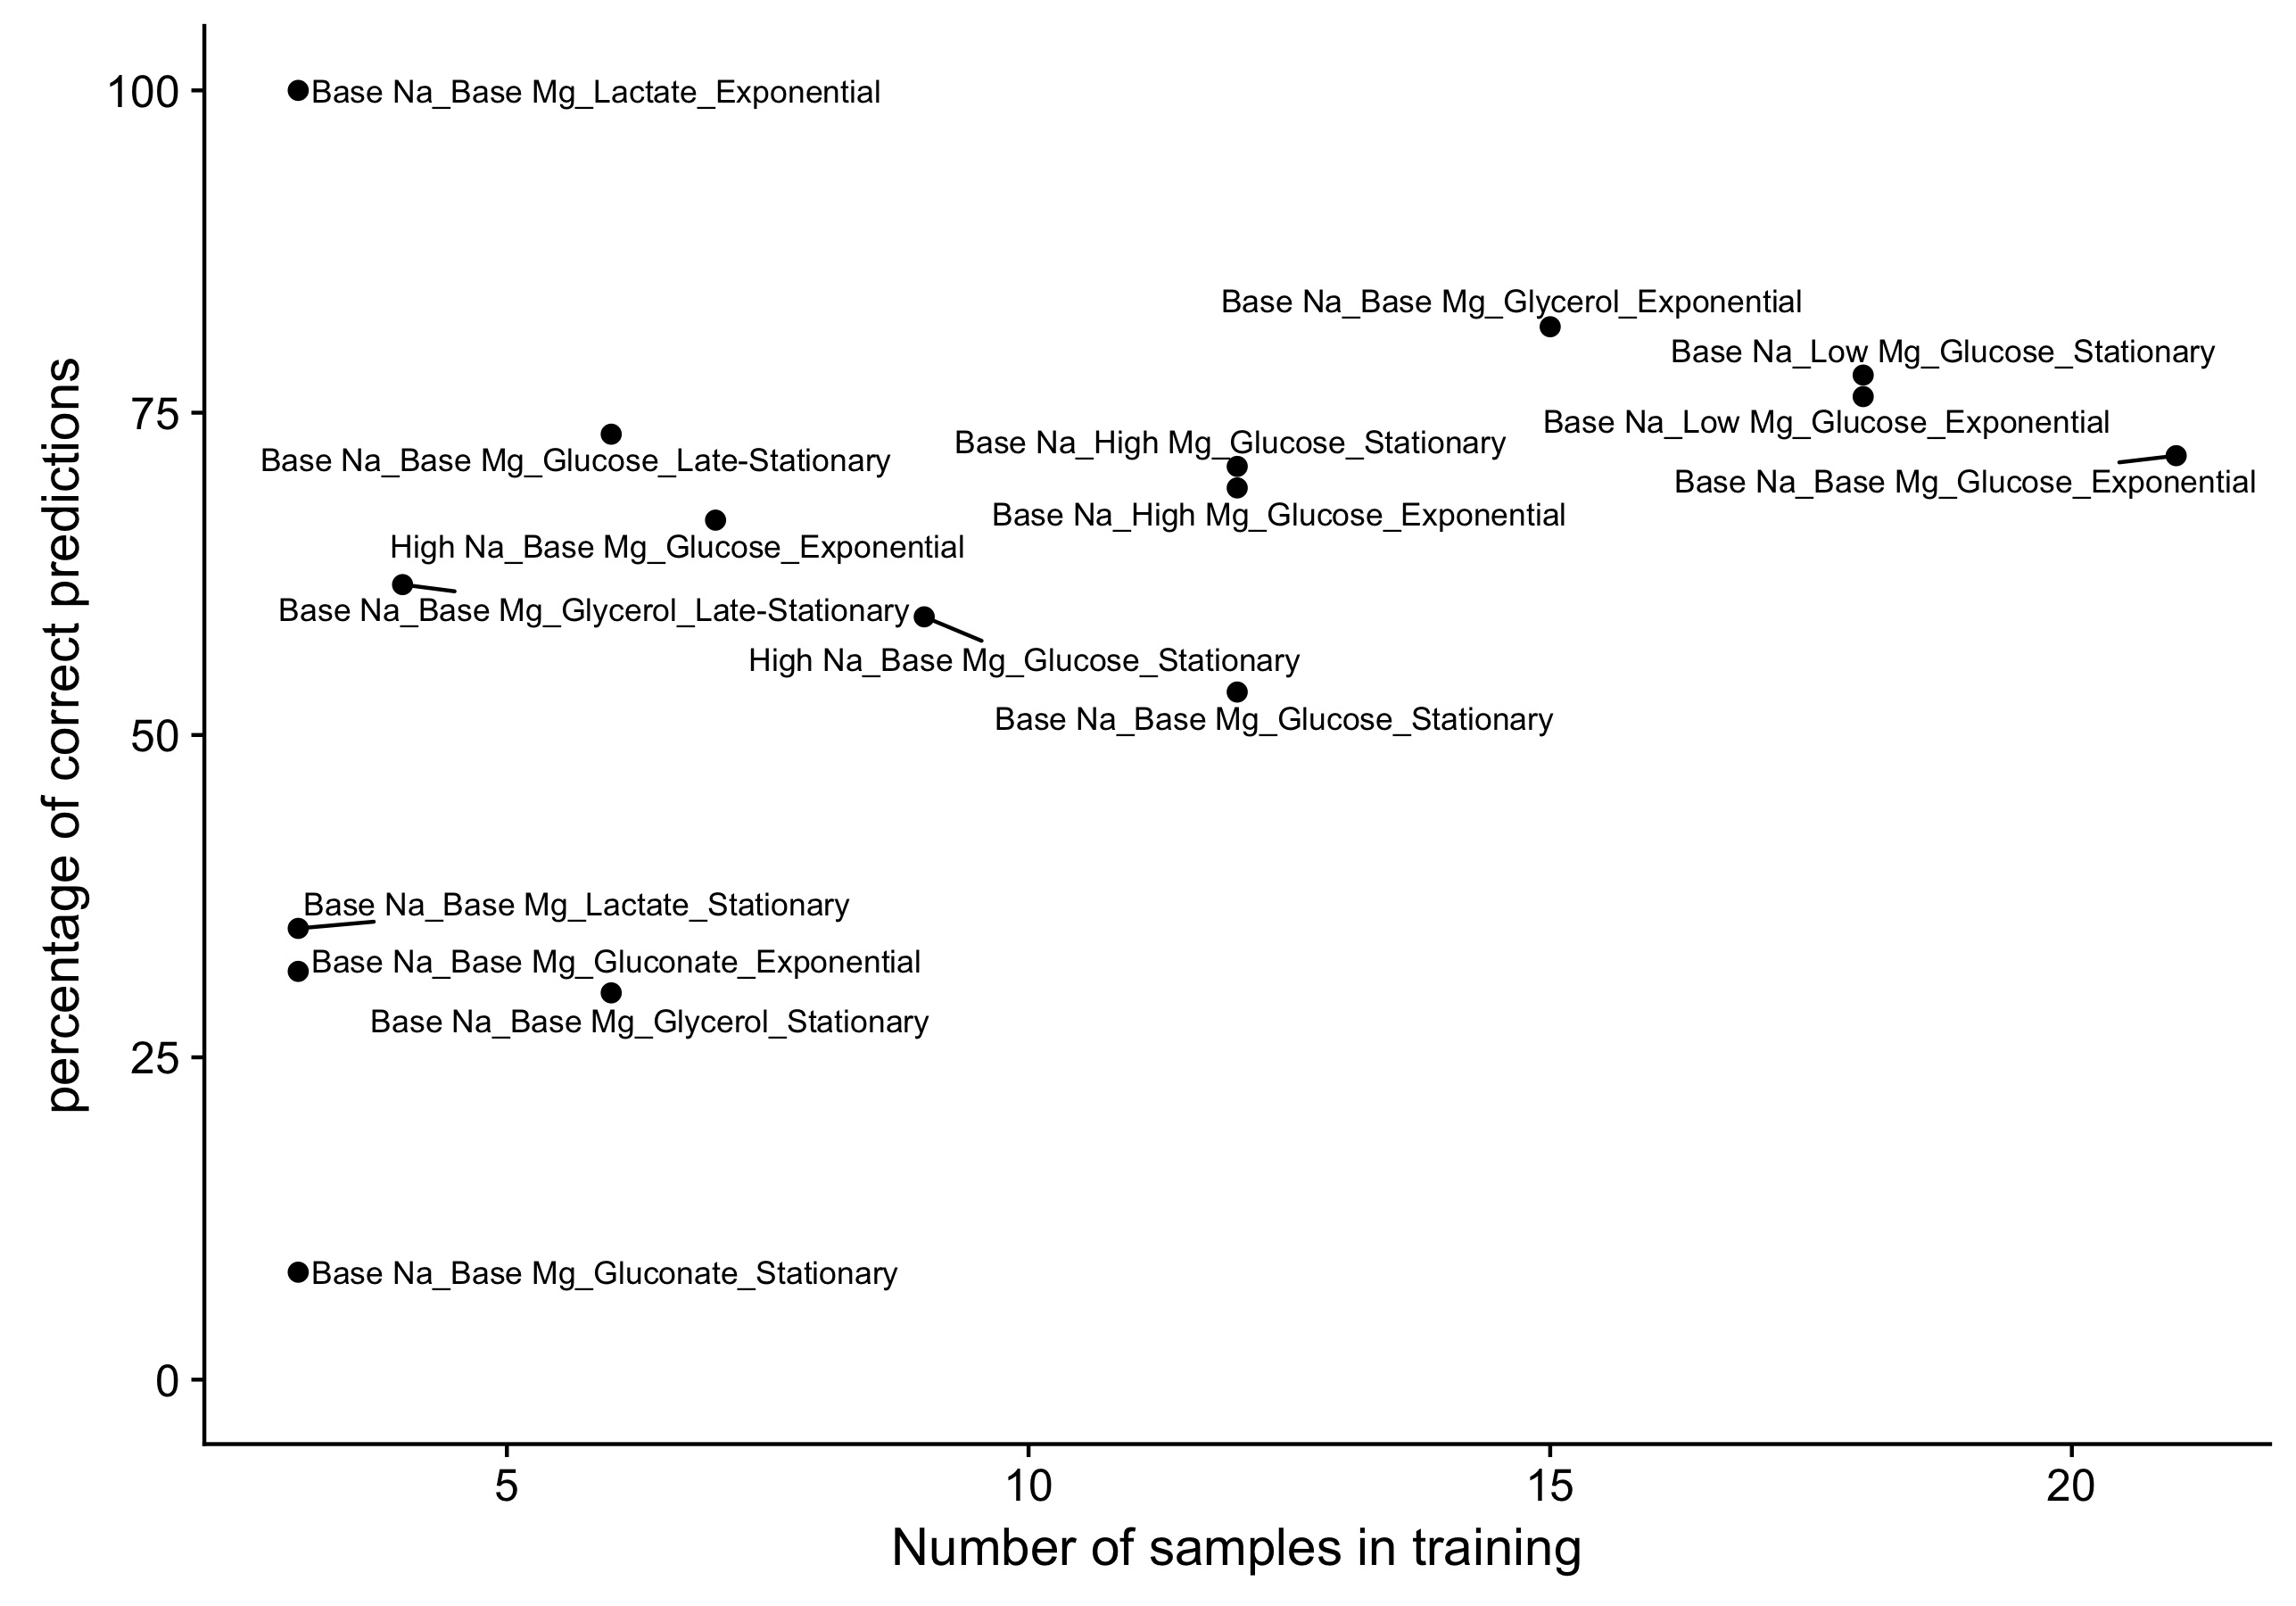 100
Base Na_Base Mg_Lactate_Exponential
Base Na_Base Mg_Glycerol_Exponential
Base Na_Low Mg_Glucose_Stationary
75
Base Na_Low Mg_Glucose_Exponential
Base Na_High Mg_Glucose_Stationary
Base Na_Base Mg_Glucose_Late-Stationary
Base Na_Base Mg_Glucose_Exponential
Base Na_High Mg_Glucose_Exponential
High Na_Base Mg_Glucose_Exponential
Base Na_Base Mg_Glycerol_Late-Stationary
High Na_Base Mg_Glucose_Stationary
Base Na_Base Mg_Glucose_Stationary
50
percentage of correct predictions
Base Na_Base Mg_Lactate_Stationary
Base Na_Base Mg_Gluconate_Exponential
Base Na_Base Mg_Glycerol_Stationary
25
Base Na_Base Mg_Gluconate_Stationary
0
5 10 15 20
Number of samples in training